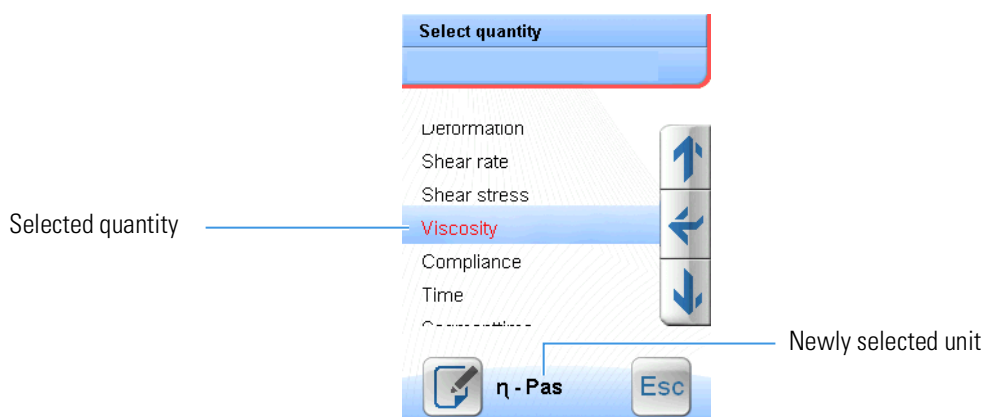 Select quantity
Deformation
Shear rate
Shear stress
Selected quantity
Viscosity
Compliance
Time
Newly selected unit
η - Pas
Esc